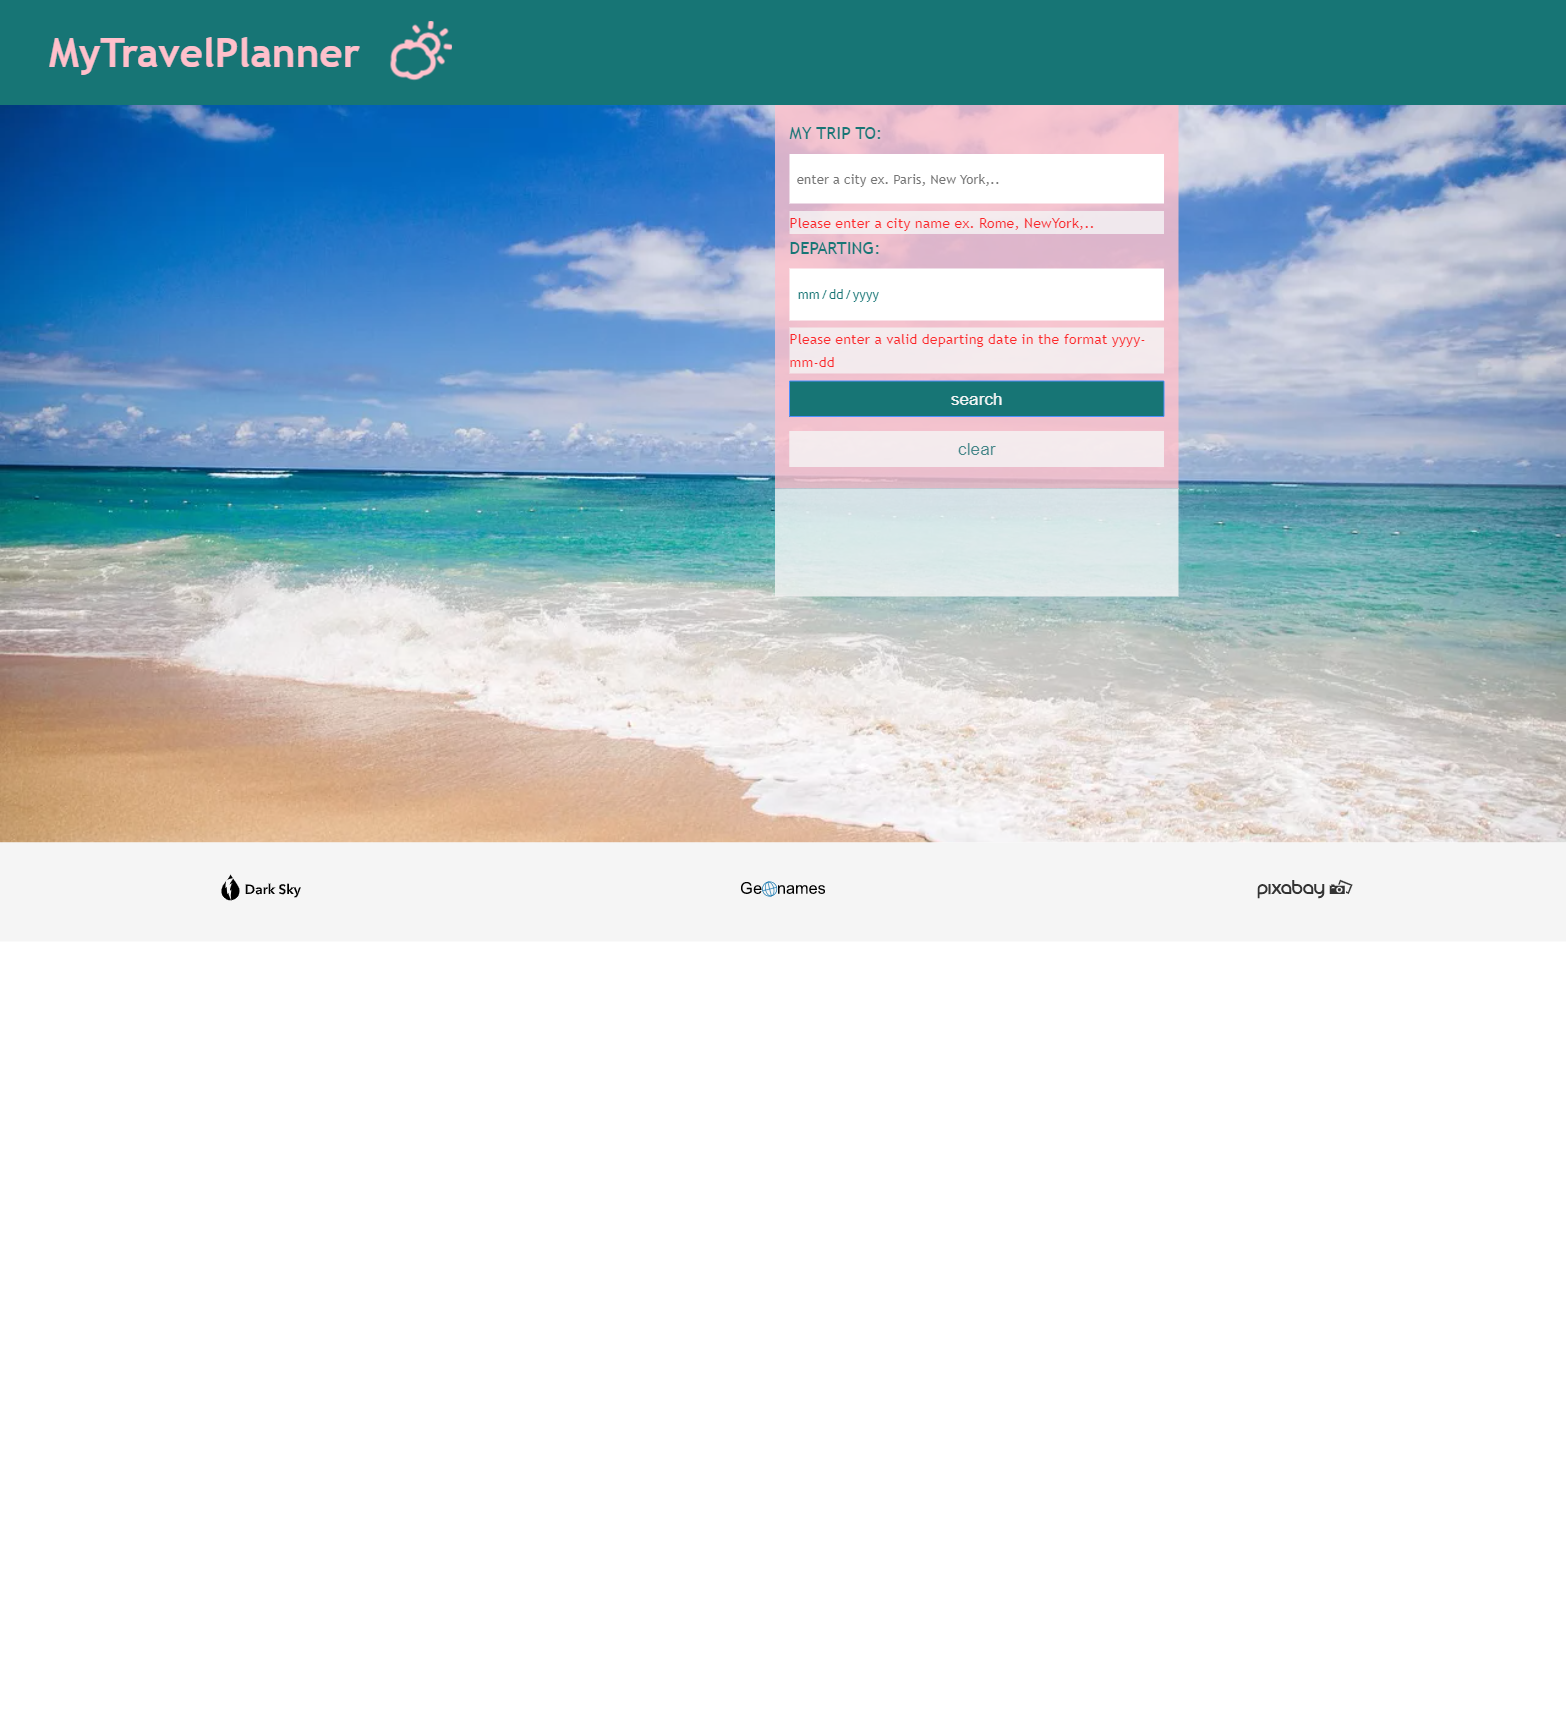 MyTravelPlanner
MY TRIP TO:
enter a city ex. Paris, New York,..
Please enter a city name ex. Rome, NewYork,..
DEPARTING:
mm/dd/yyyy
Please enter a valid departing date in the format yyyy-
mm-dd
search
clear
Dark Sky
Geonames
pixabay